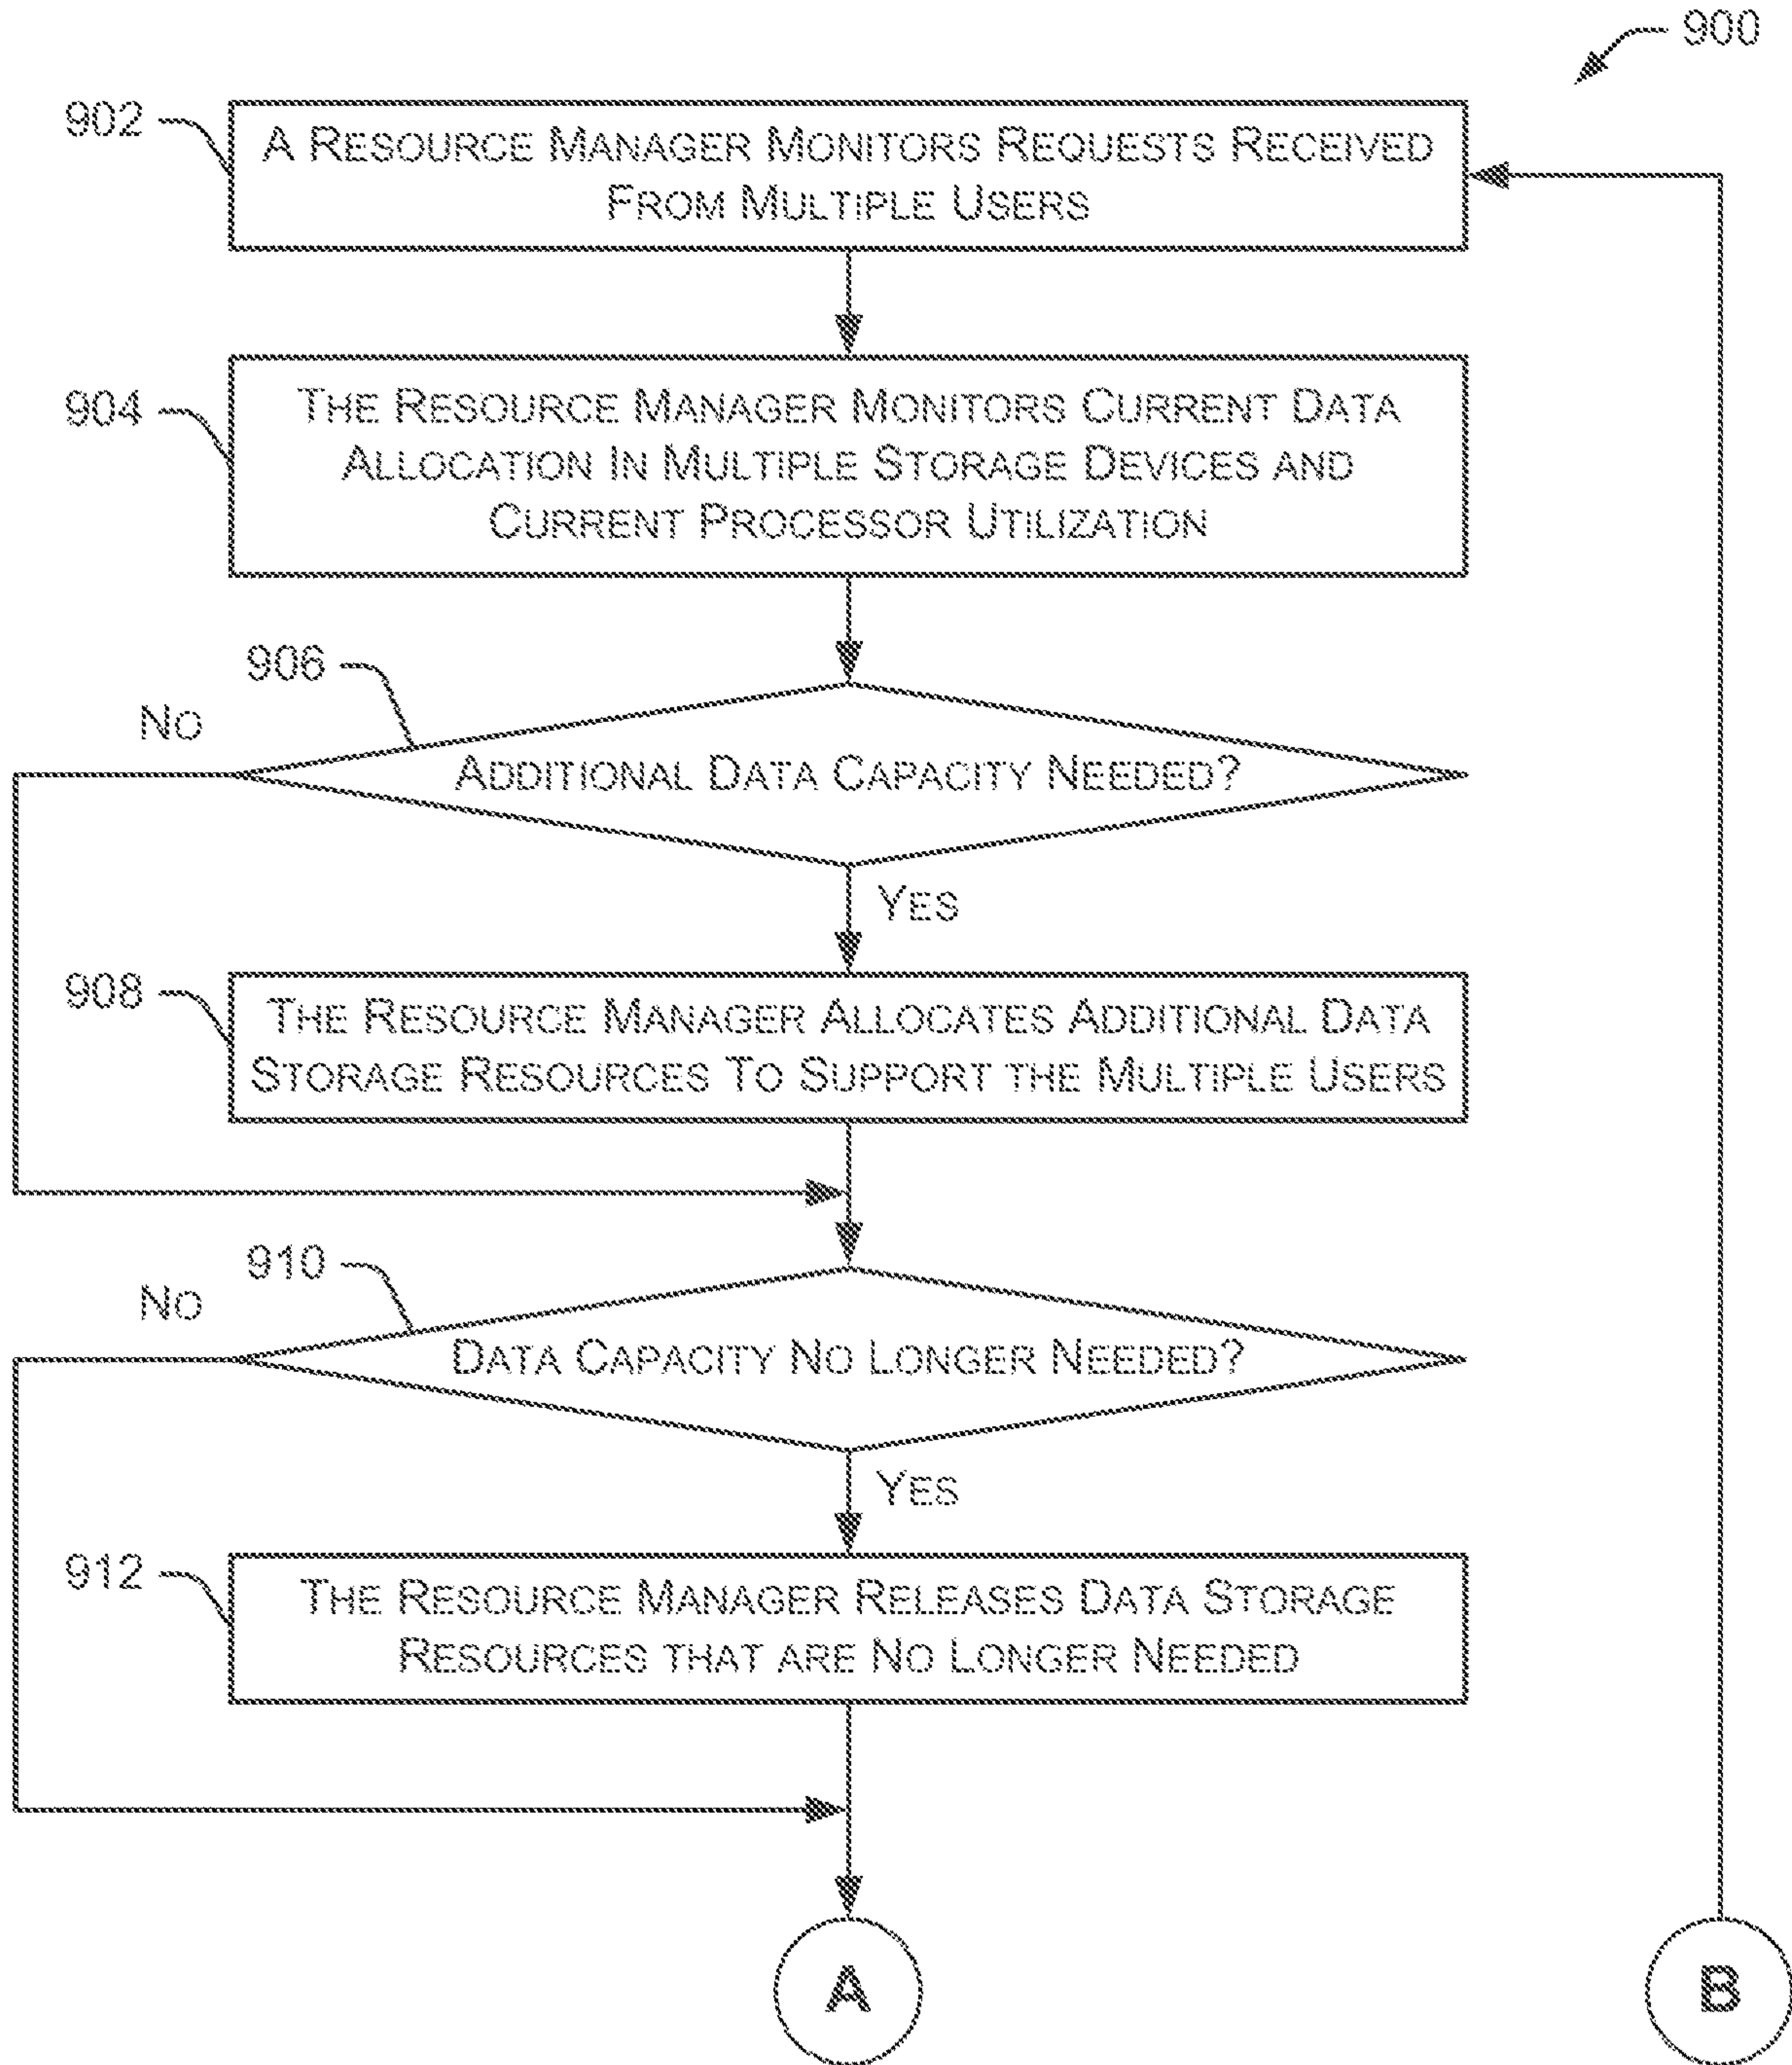 900
902
A RESOURCE MANAGER MONITORS REQUESTS RECEIVED
FROM MULTIPLE USERS
904
THE RESOURCE MANAGER MONITORS CURRENT DATA
ALLOCATION IN MULTIPLE STORAGE DEVICES AND
CURRENT PROCESSOR UTILIZATION
906
NO
ADDITIONAL DATA CAPACITY NEEDED?
YES
908
THE RESOURCE MANAGER ALLOCATES ADDITIONAL DATA
STORAGE RESOURCES TO SUPPORT THE MULTIPLE USERS
910
NO
DATA CAPACITY NO LONGER NEEDED?
YES
912
THE RESOURCE MANAGER RELEASES DATA STORAGE
RESOURCES THAT ARE NO LONGER NEEDED
A
B